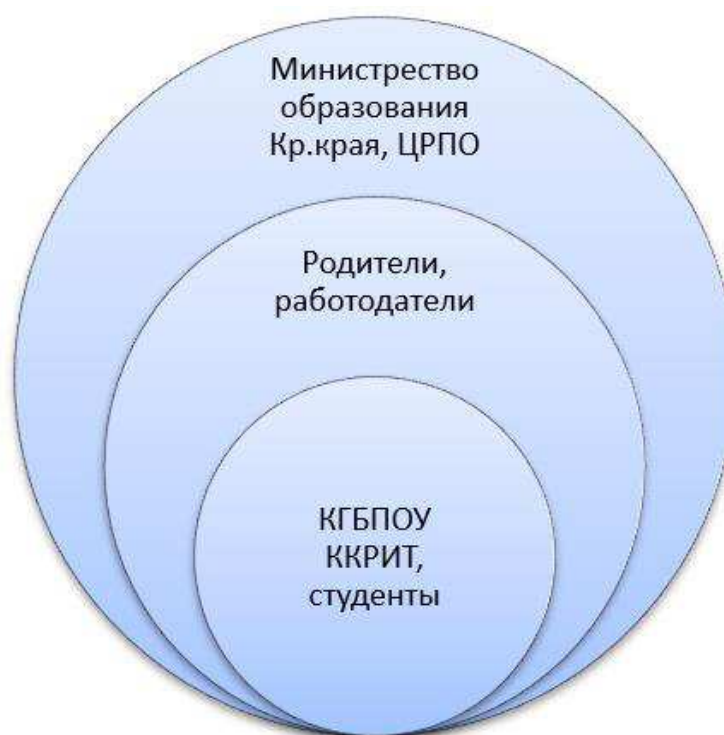 Министрество
образования
Кр.края, ЦРПО
Родители,
работодатели
КГБПОУ
ККРИТ,
студенты